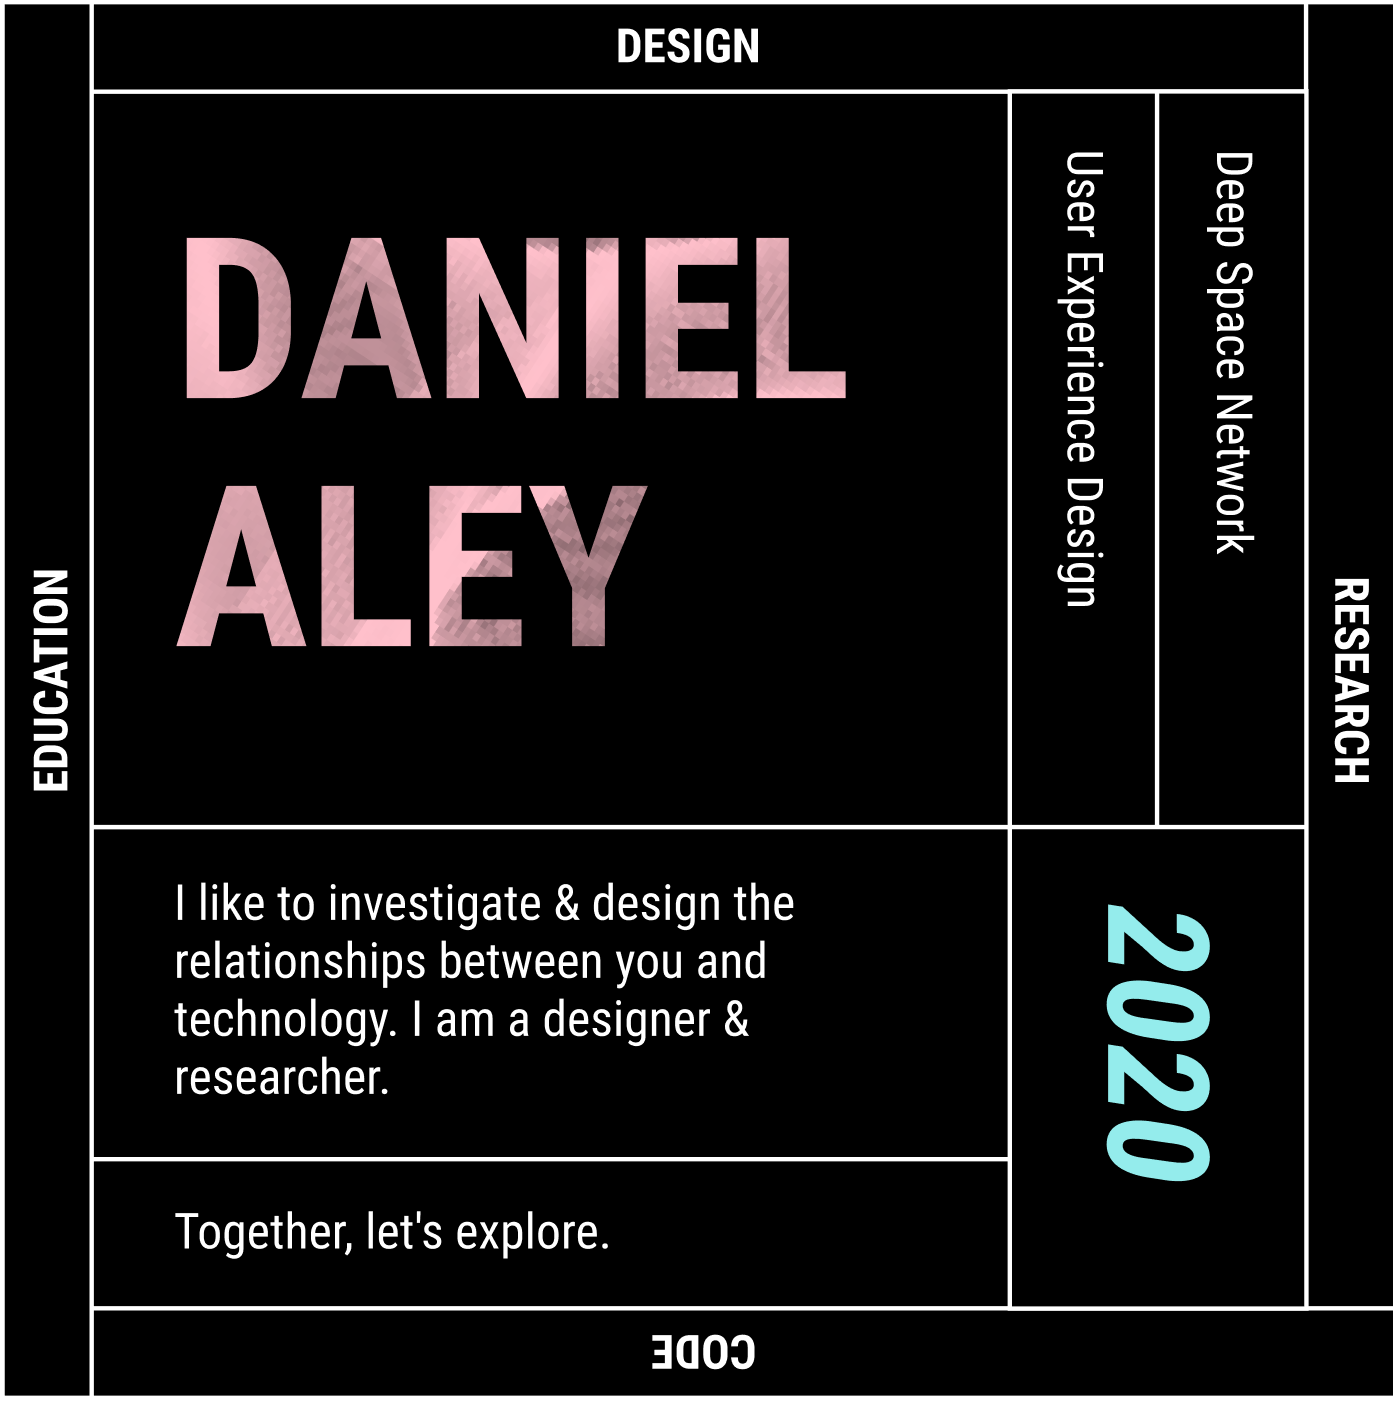 DESIGN
DANIEL
ALEY
User Experience Design
Deep Space Network
EDUCATION
RESEARCH
I like to investigate & design the
relationships between you and
technology. I am a designer &
researcher.
2020
Together, let's explore.
CODE